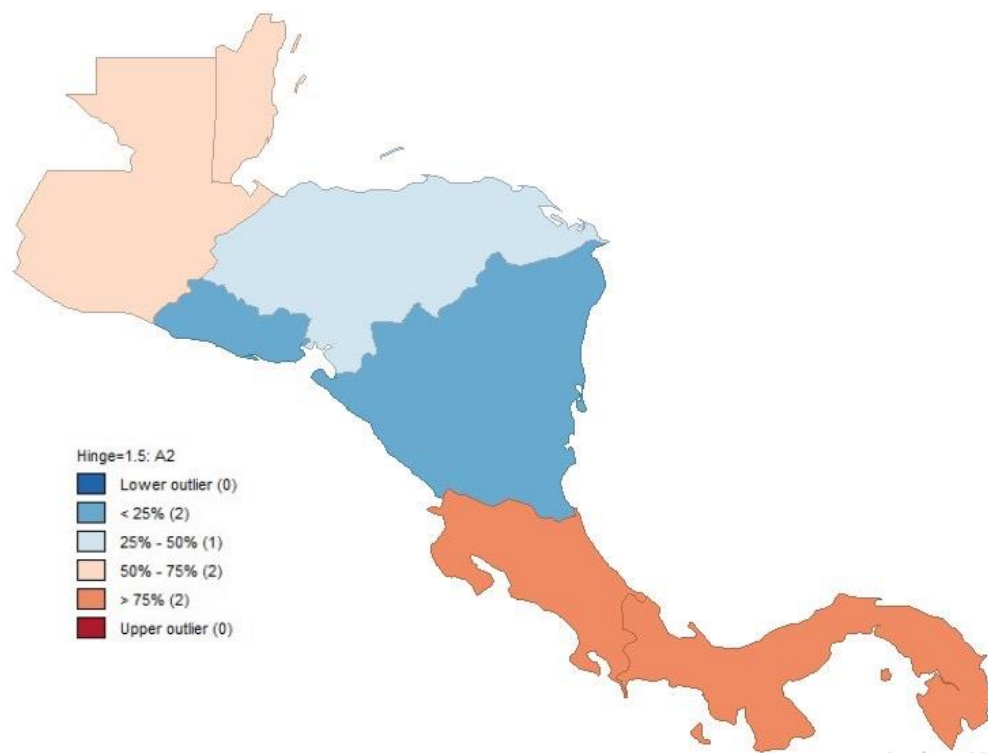 Hinge=1.5: A2
Lower outlier (0)
< 25% (2)
25% - 50% (1)
50% - 75% (2)
> 75% (2)
Upper outlier (0)